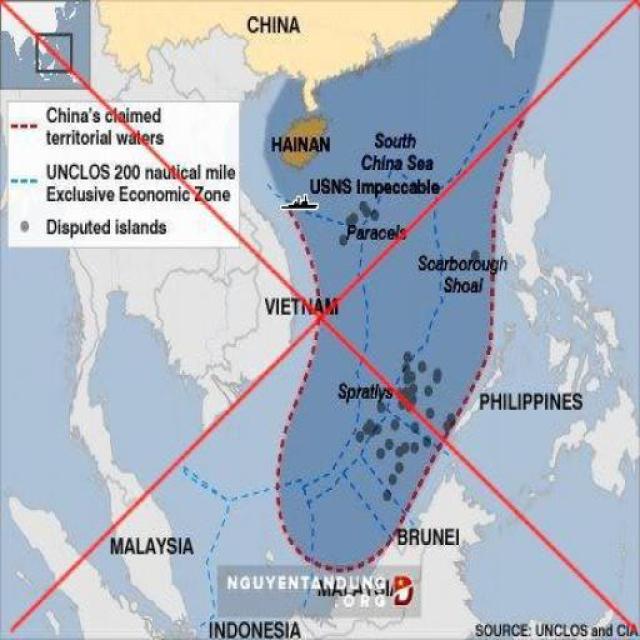 CHINA
China's claimed
territorial waters
HAINAN
South
China Sea
UNCLOS 200 nautical mile
Exclusive Economic Zone
USNS Impeccable
Disputed islands
Paracels
Scarborough
Shoal
VIETNAM
Spratlys
PHILIPPINES
MALAYSIA
BRUNEI
NGUYENTANDUNG
.ORG
MALAYSIA
INDONESIA
SOURCE: UNCLOS and CIA